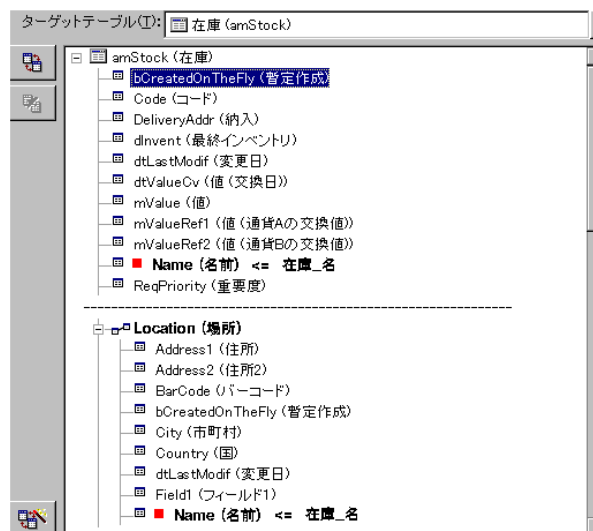 ターゲットテーブル(T): 在庫 (amStock)
amStock (在庫)
bCreatedOnTheFly (暫定作成)
Code (コード)
DeliveryAddr (納入)
dInvent (最終インベントリ)
dtLastModif (変更日)
dtValueCv (値 (交換日))
mValue (値)
mValueRef1 (値 (通貨Aの交換値))
mValueRef2 (値 (通貨Bの交換値))
Name (名前) <= 在庫_名
ReqPriority (重要度)
Location (場所)
Address1 (住所)
Address2 (住所2)
BarCode (バーコード)
bCreatedOnTheFly (暫定作成)
City (市町村)
Country (国)
dtLastModif (変更日)
Field1 (フィールド1)
Name (名前) <= 在庫_名